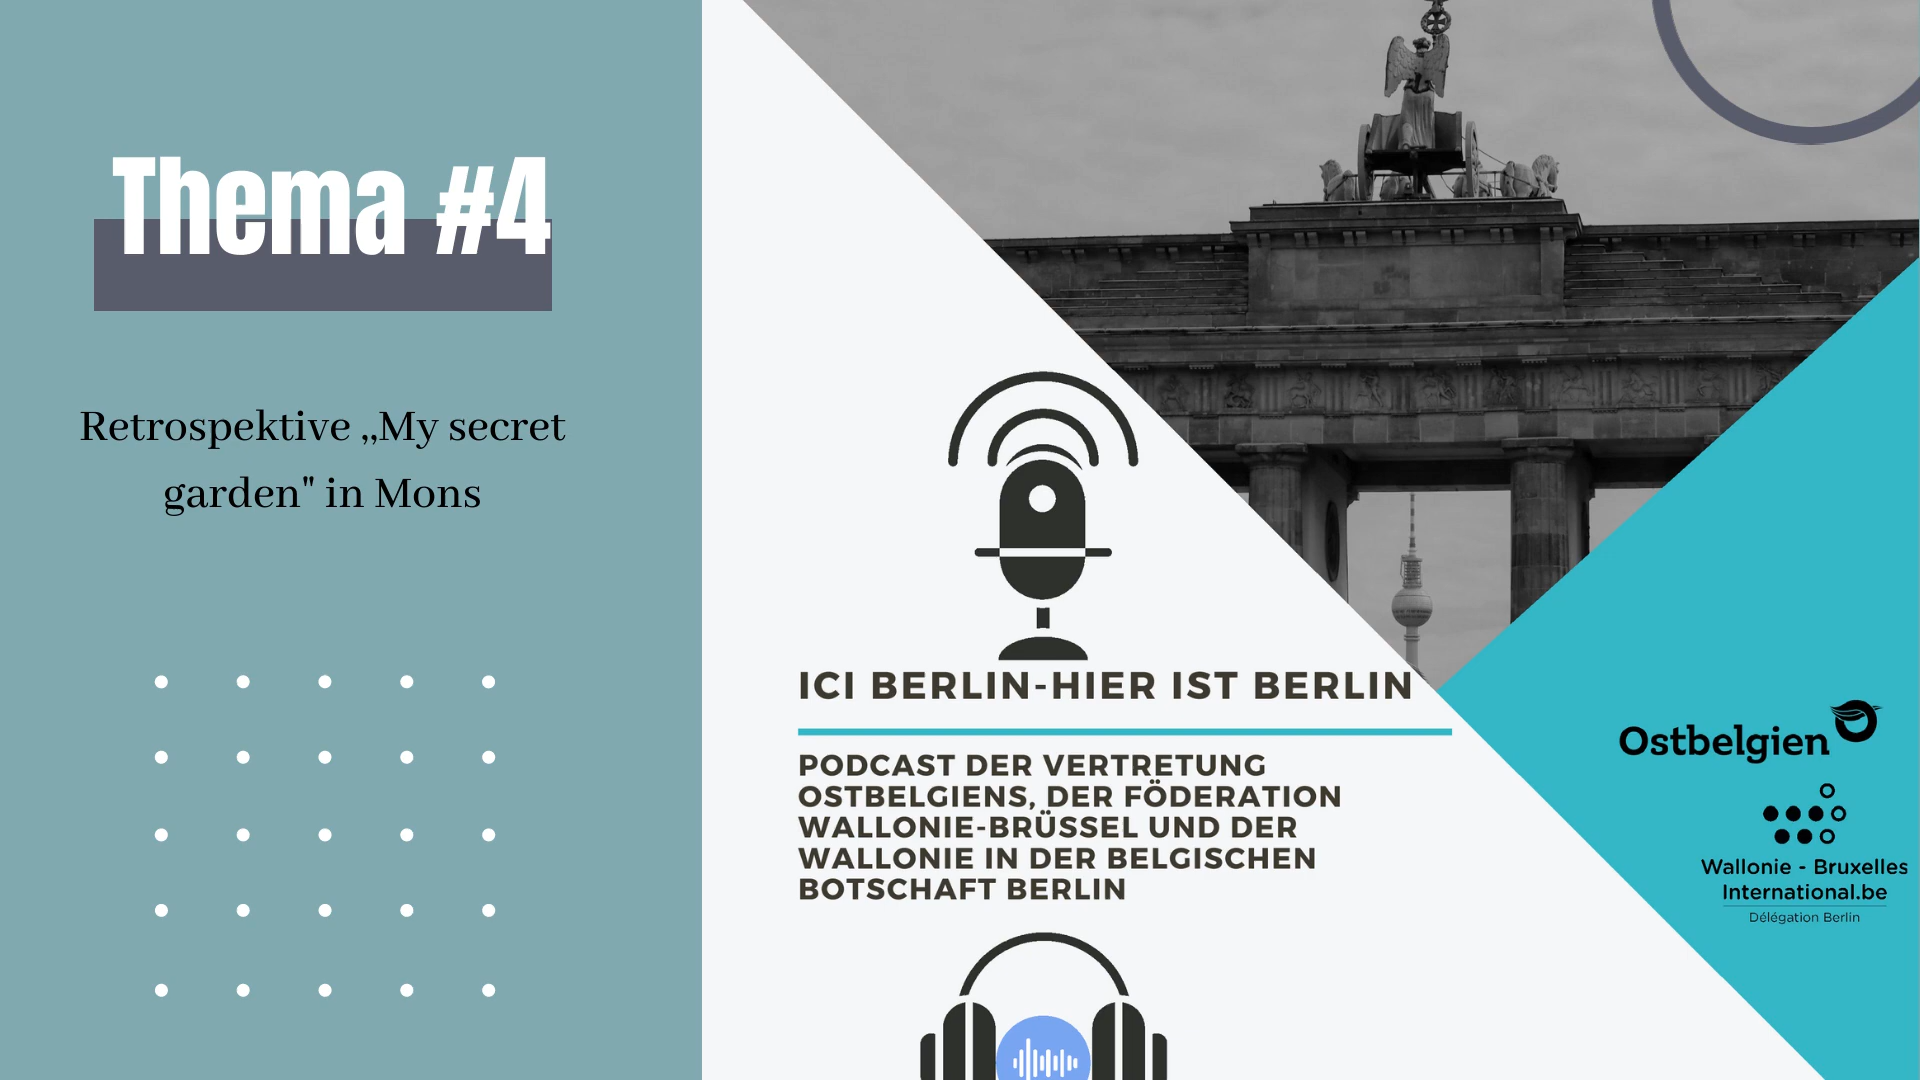 Thema #4
Retrospektive ,,My secret
garden" in Mons
ICI BERLIN-HIER IST BERLIN
PODCAST DER VERTRETUNG
OSTBELGIENS, DER FÖDERATION
WALLONIE-BRÜSSEL UND DER
WALLONIE IN DER BELGISCHEN
BOTSCHAFT BERLIN
Ostbelgien
Wallonie - Bruxelles
International.be
Délégation Berlin